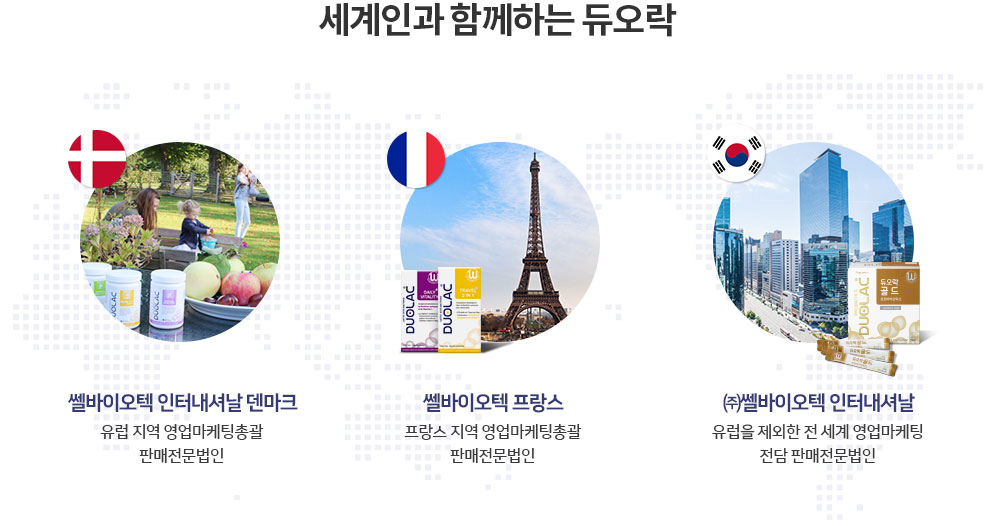 세계인과 함께하는 듀오락
DUOLAC
DUOLAC
DAILY
VITALITY
DUOLAC
DUOLAC
듀오락
골드
DUOLAC
쎌바이오텍 인터내셔날 덴마크
유럽 지역 영업마케팅총괄
판매전문법인
쎌바이오텍 프랑스
프랑스 지역 영업마케팅총괄
판매전문법인
㈜쎌바이오텍 인터내셔날
유럽을 제외한 전 세계 영업마케팅
전담 판매전문법인